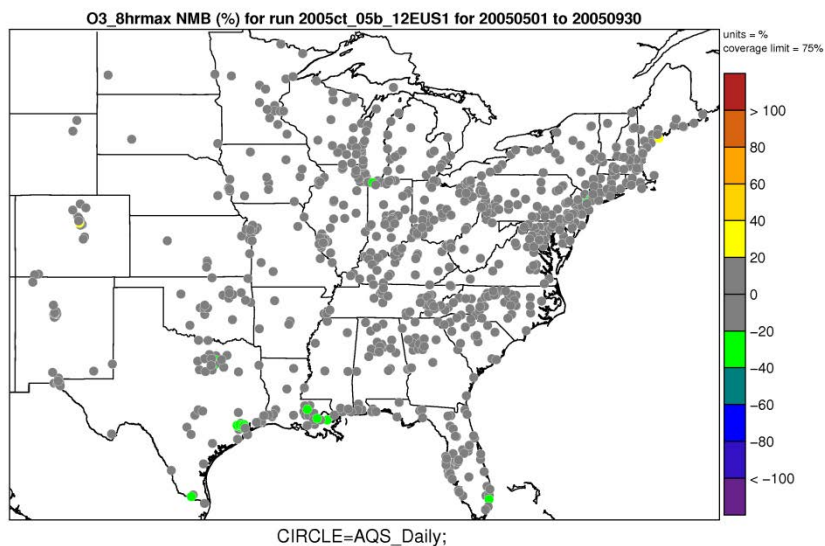 O3_8hrmax NMB (%) for run 2005ct_05b_12EUS1 for 20050501 to 20050930
units = %
coverage limit = 75%
> 100
80
60
40
20
0
−20
−40
−60
−80
< −100
CIRCLE=AQS_Daily;